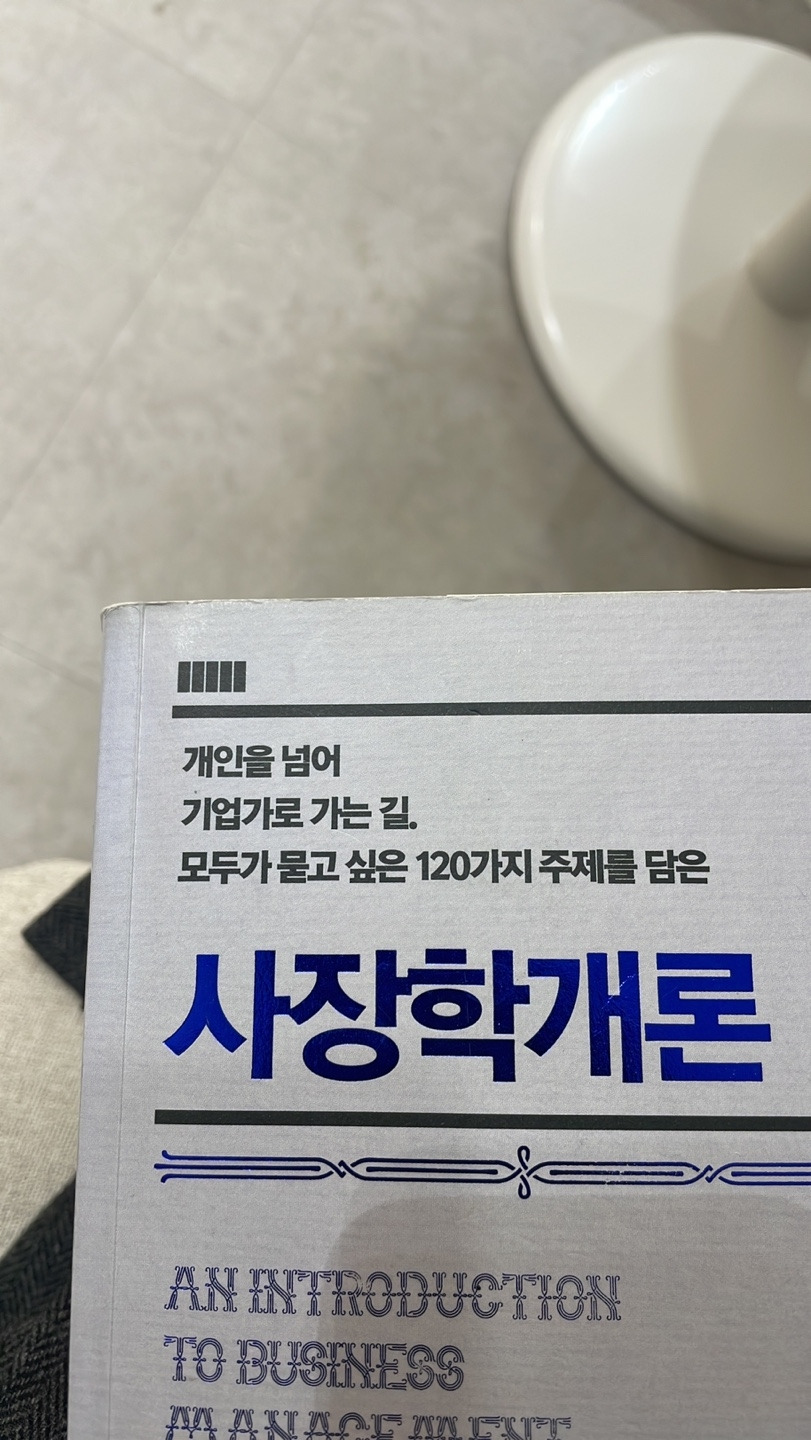 개인을 넘어
기업가로 가는 길.
모두가 묻고 싶은 120가지 주제를 담은
사장학개론
AN INTRODUCTION
TO BUSINESS
MANAGEMENT